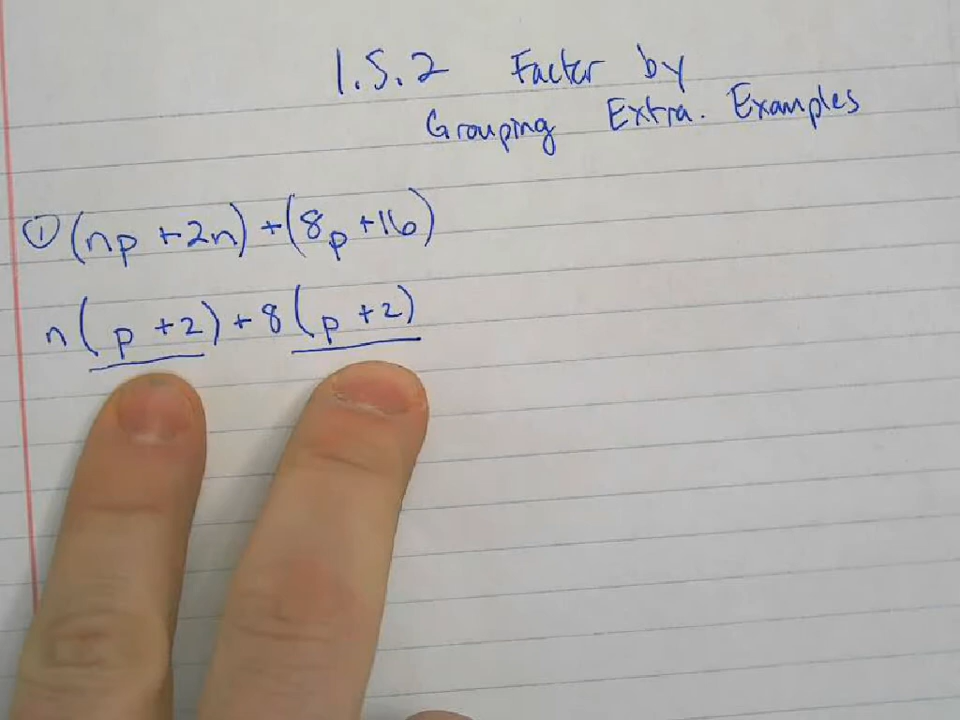 1.5.2 Factor by
Grouping Extra. Examples
① (np +2n) +(8p +16)
n(p +2) + 8(p +2)